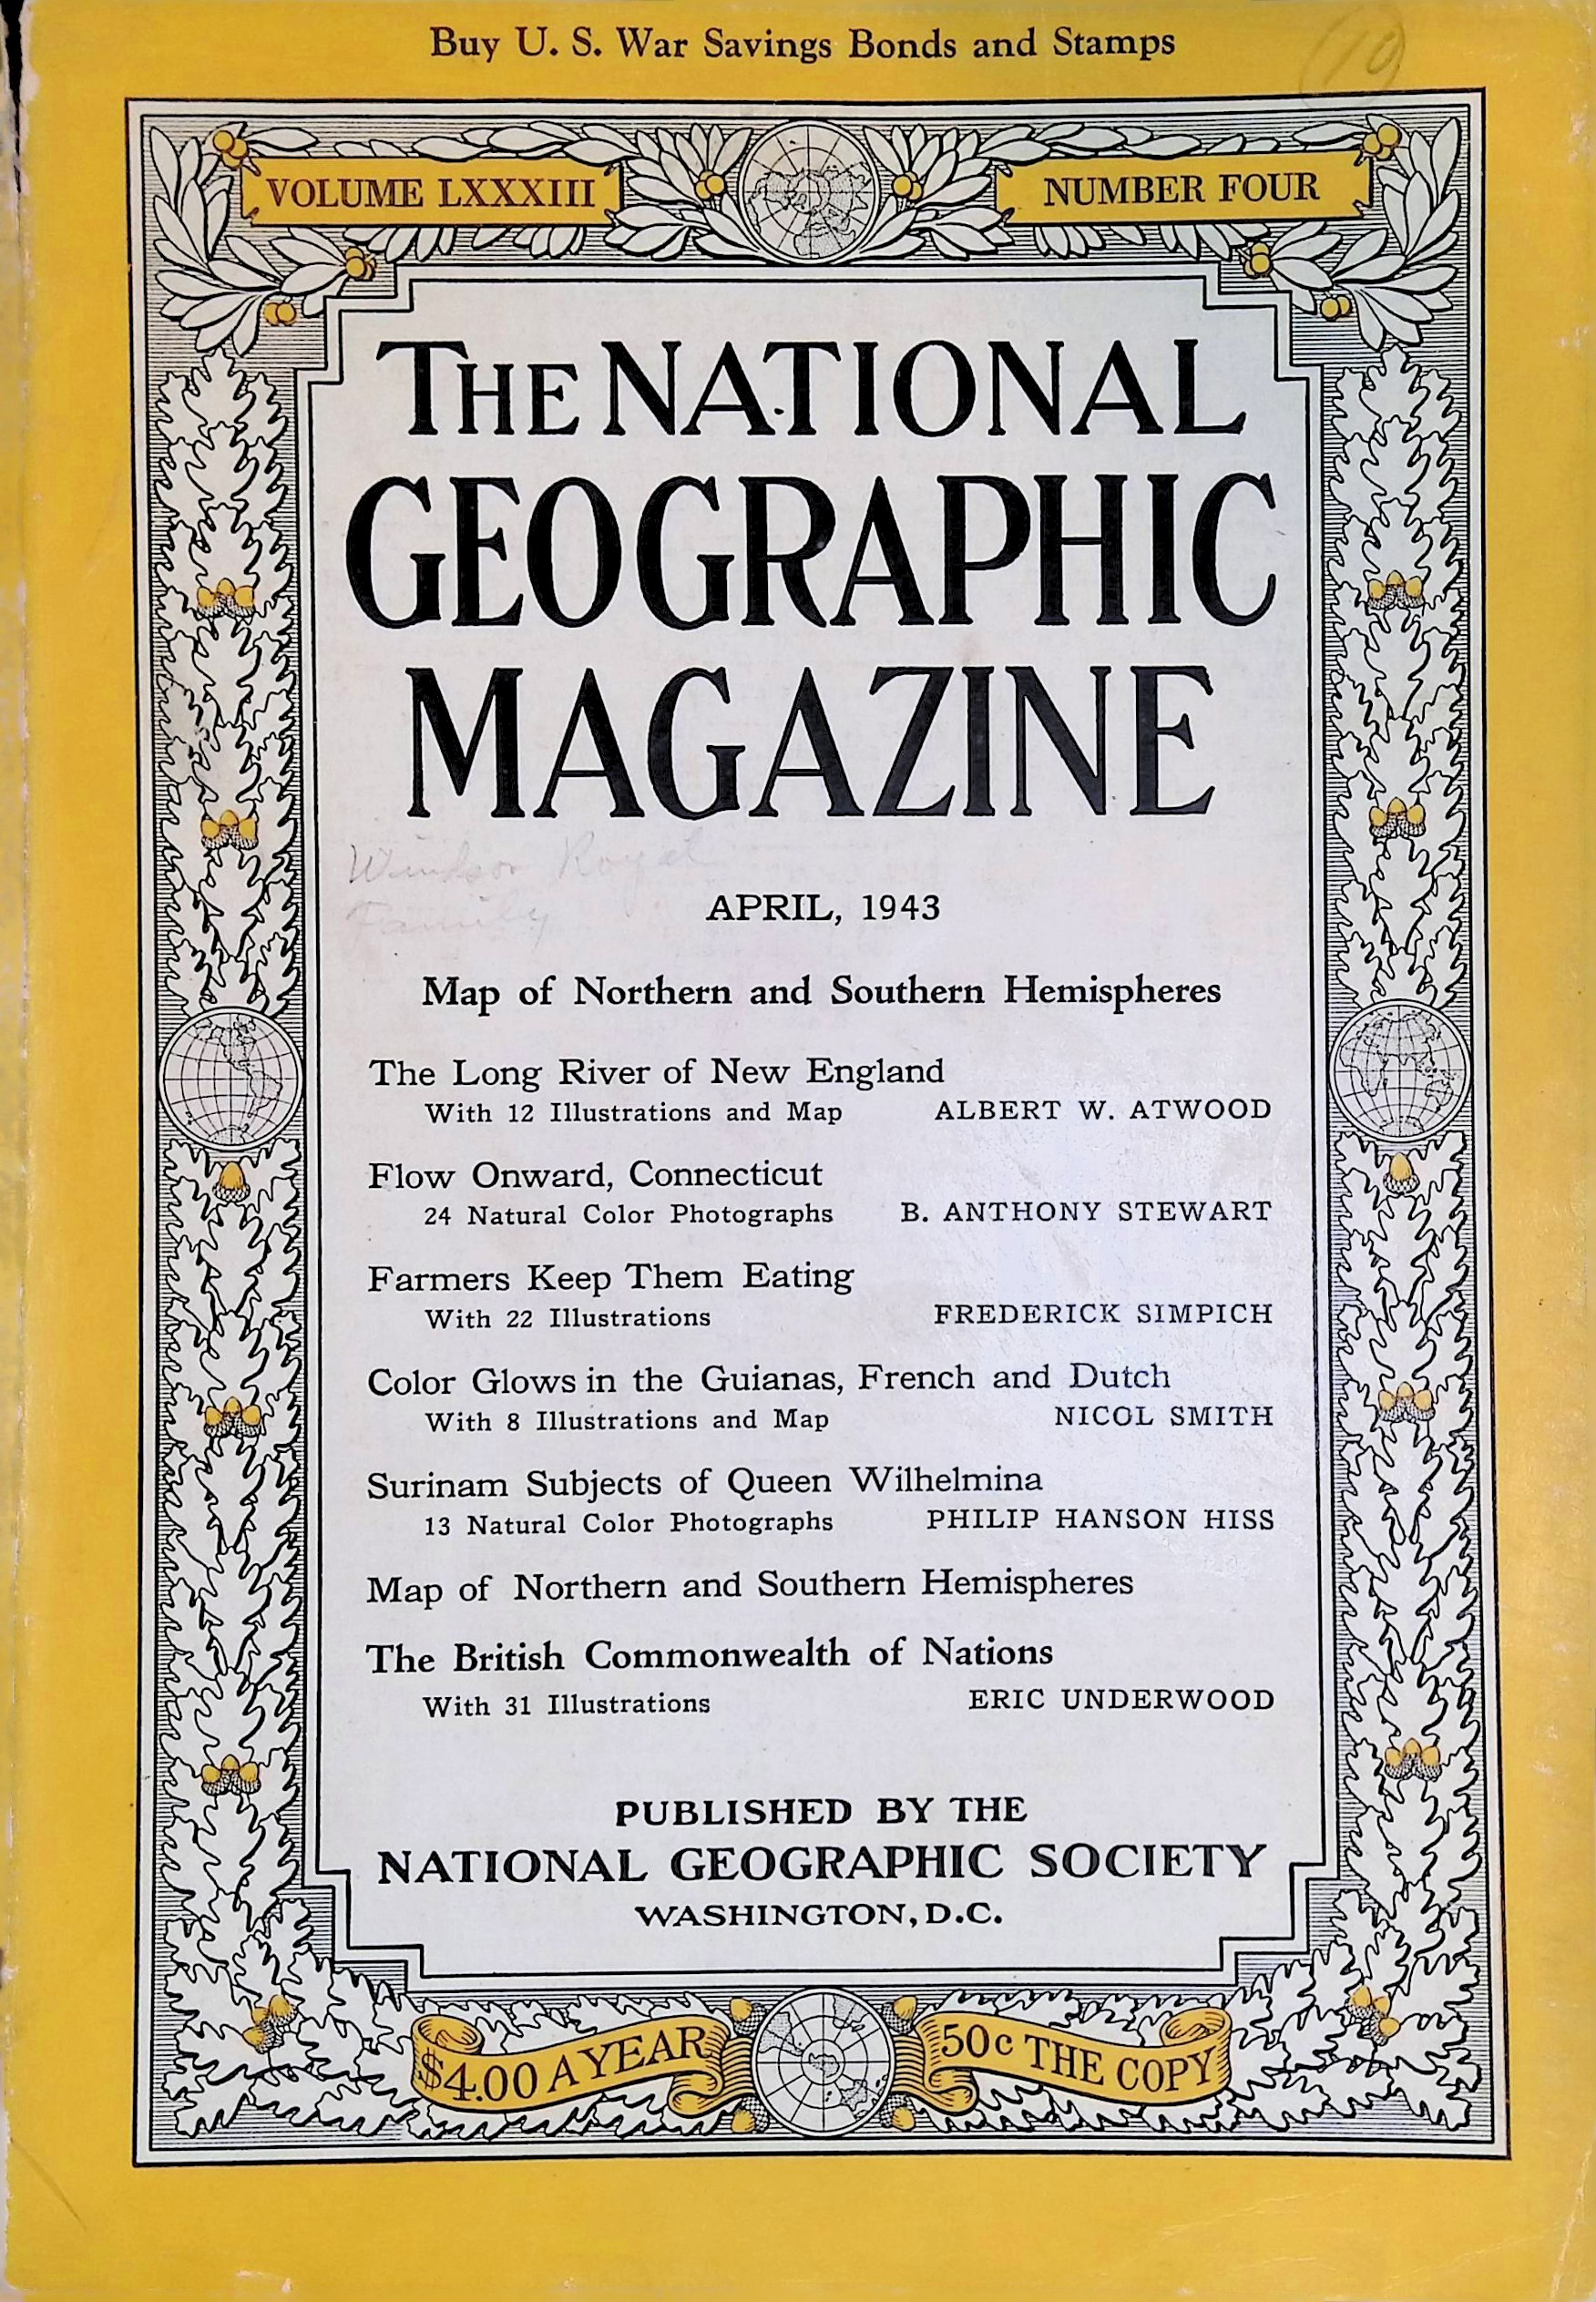 Buy U. S. War Savings Bonds and Stamps
19
VOLUME LXXXIII
NUMBER FOUR
THE NATIONAL
GEOGRAPHIC
MAGAZINE
Windsor Royal
Family
APRIL, 1943
Map of Northern and Southern Hemispheres
The Long River of New England
With 12 Illustrations and Map ALBERT W. ATWOOD
Flow Onward, Connecticut
24 Natural Color Photographs B. ANTHONY STEWART
Farmers Keep Them Eating
With 22 Illustrations FREDERICK SIMPICH
Color Glows in the Guianas, French and Dutch
With 8 Illustrations and Map NICOL SMITH
Surinam Subjects of Queen Wilhelmina
13 Natural Color Photographs PHILIP HANSON HISS
Map of Northern and Southern Hemispheres
The British Commonwealth of Nations
With 31 Illustrations ERIC UNDERWOOD
PUBLISHED BY THE
NATIONAL GEOGRAPHIC SOCIETY
WASHINGTON, D.C.
$4.00 A YEAR
50c THE COPY